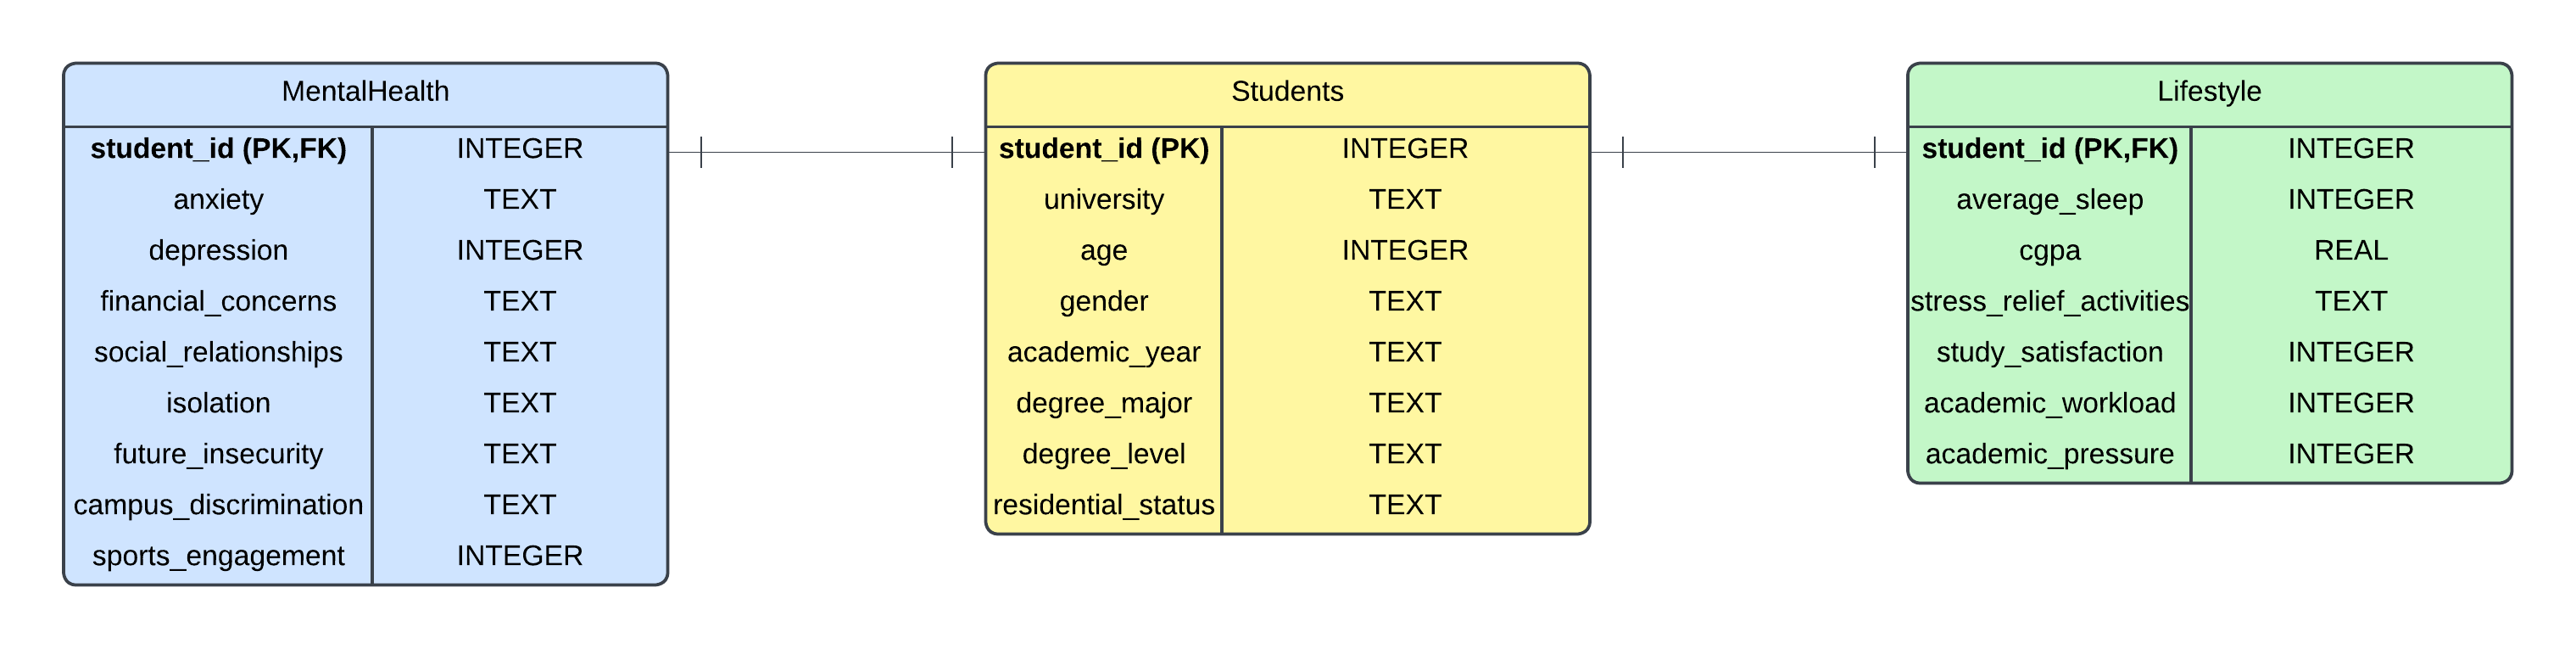 MentalHealth
student_id (PK,FK) INTEGER
anxiety TEXT
depression INTEGER
financial_concerns TEXT
social_relationships TEXT
isolation TEXT
future_insecurity TEXT
campus_discrimination TEXT
sports_engagement INTEGER
Students
student_id (PK) INTEGER
university TEXT
age INTEGER
gender TEXT
academic_year TEXT
degree_major TEXT
degree_level TEXT
residential_status TEXT
Lifestyle
student_id (PK,FK) INTEGER
average_sleep INTEGER
cgpa REAL
stress_relief_activities TEXT
study_satisfaction INTEGER
academic_workload INTEGER
academic_pressure INTEGER